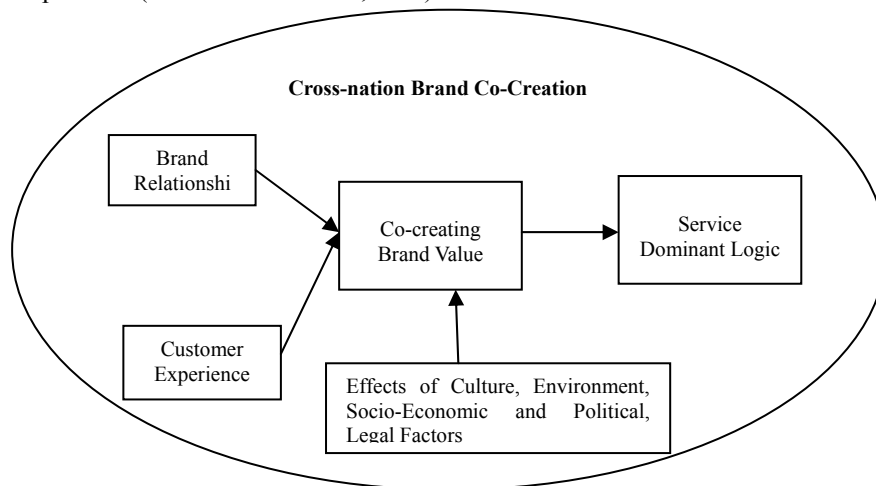 Cross-nation Brand Co-Creation
Brand
Relationshi
Co-creating
Brand Value
Service
Dominant Logic
Customer
Experience
Effects of Culture, Environment,
Socio-Economic and Political,
Legal Factors